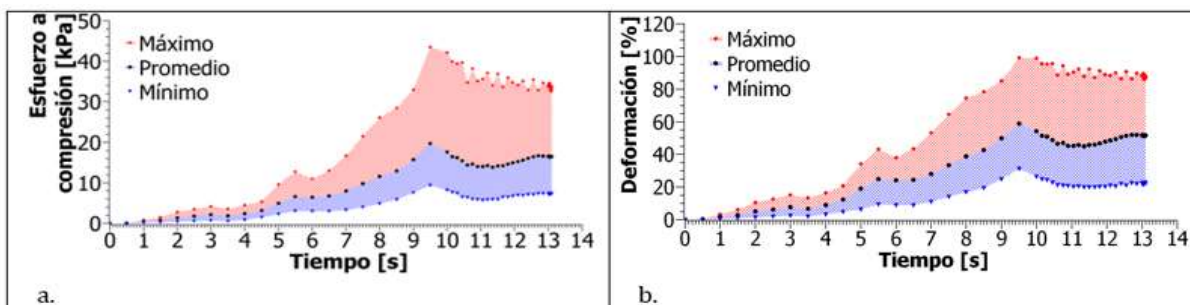 Esfuerzo a
compresión [kPa]
50
40
30
20
10
0
Máximo
Promedio
Mínimo
0 1 2 3 4 5 6 7 8 9 10 11 12 13 14
Tiempo [s]
a.
Deformación [%]
120
100
80
60
40
20
0
Máximo
Promedio
Mínimo
0 1 2 3 4 5 6 7 8 9 10 11 12 13 14
Tiempo [s]
b.